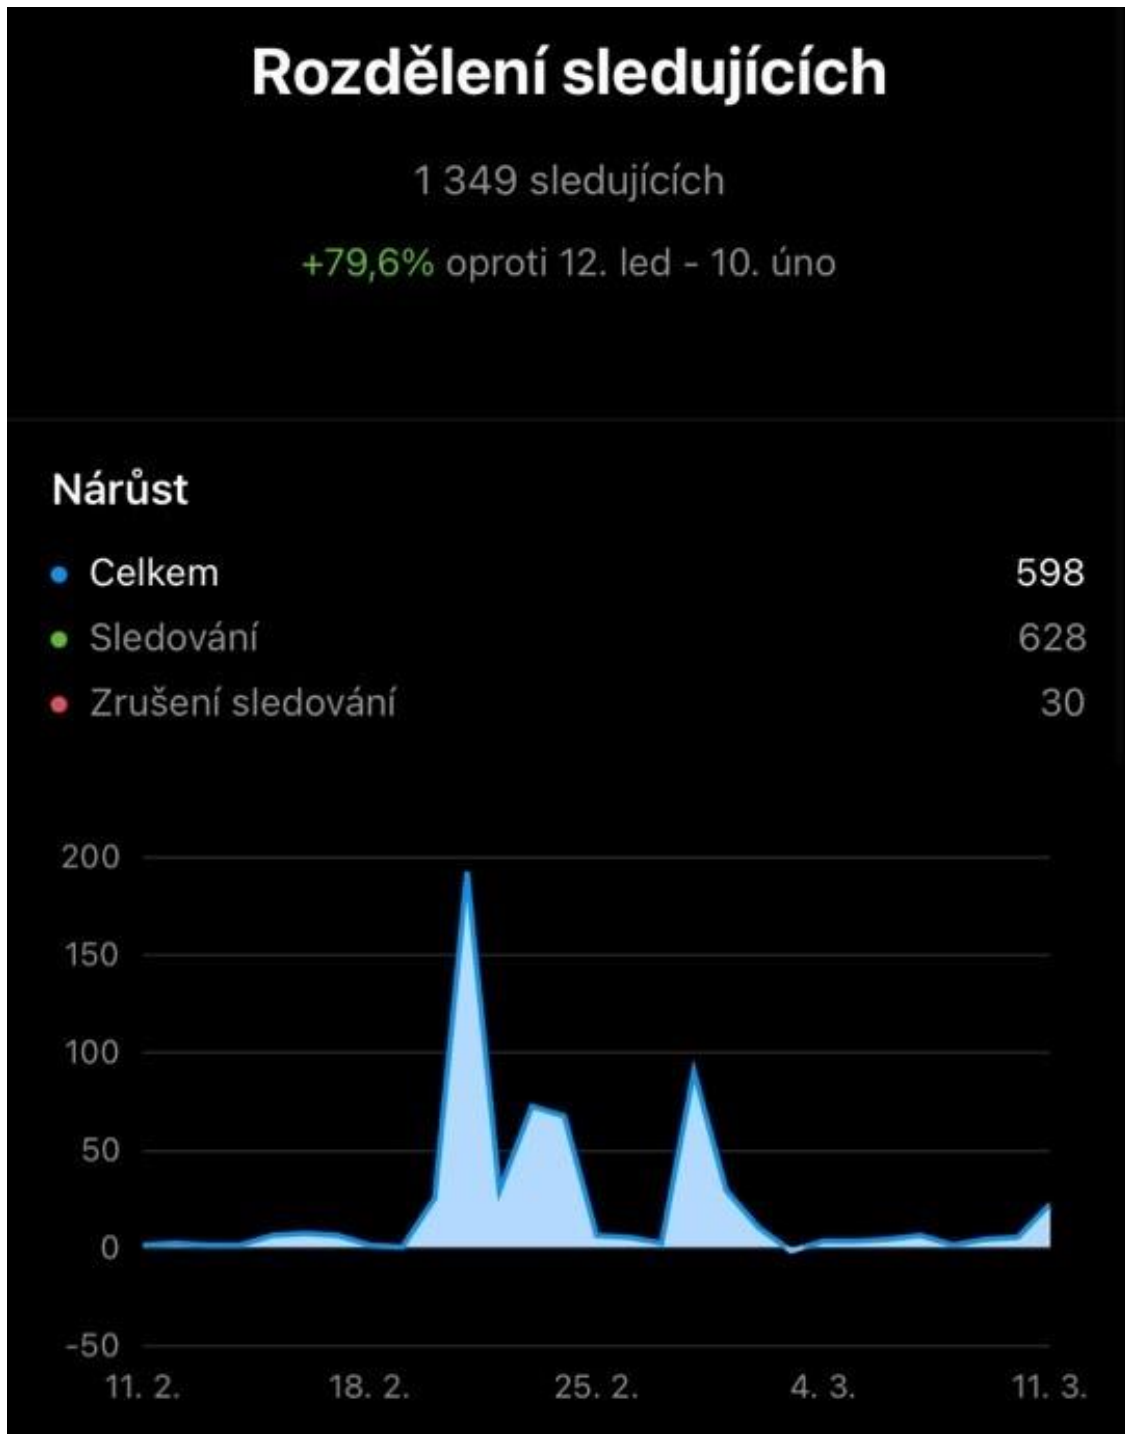 Rozdělení sledujících
1 349 sledujících
+79,6% oproti 12. led - 10. úno
Nárůst
Celkem 598
Sledování 628
Zrušení sledování 30
200
150
100
50
0
-50
11. 2. 18. 2. 25. 2. 4. 3. 11. 3.